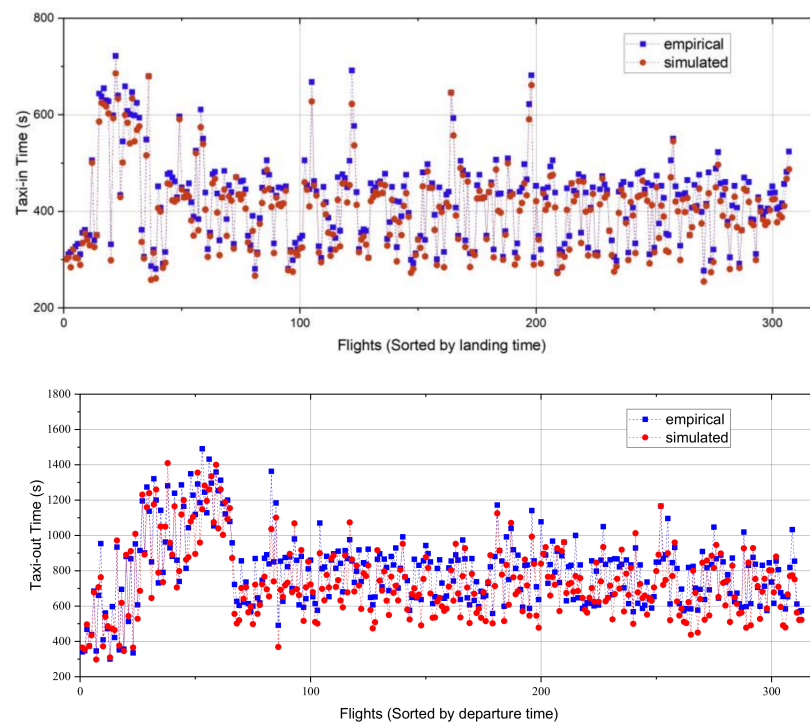 800
600
400
200
Taxi-in Time (s)
empirical
simulated
0
100
200
300
Flights (Sorted by landing time)
1800
1600
1400
1200
1000
800
600
400
200
Taxi-out Time (s)
empirical
simulated
0
100
200
300
Flights (Sorted by departure time)